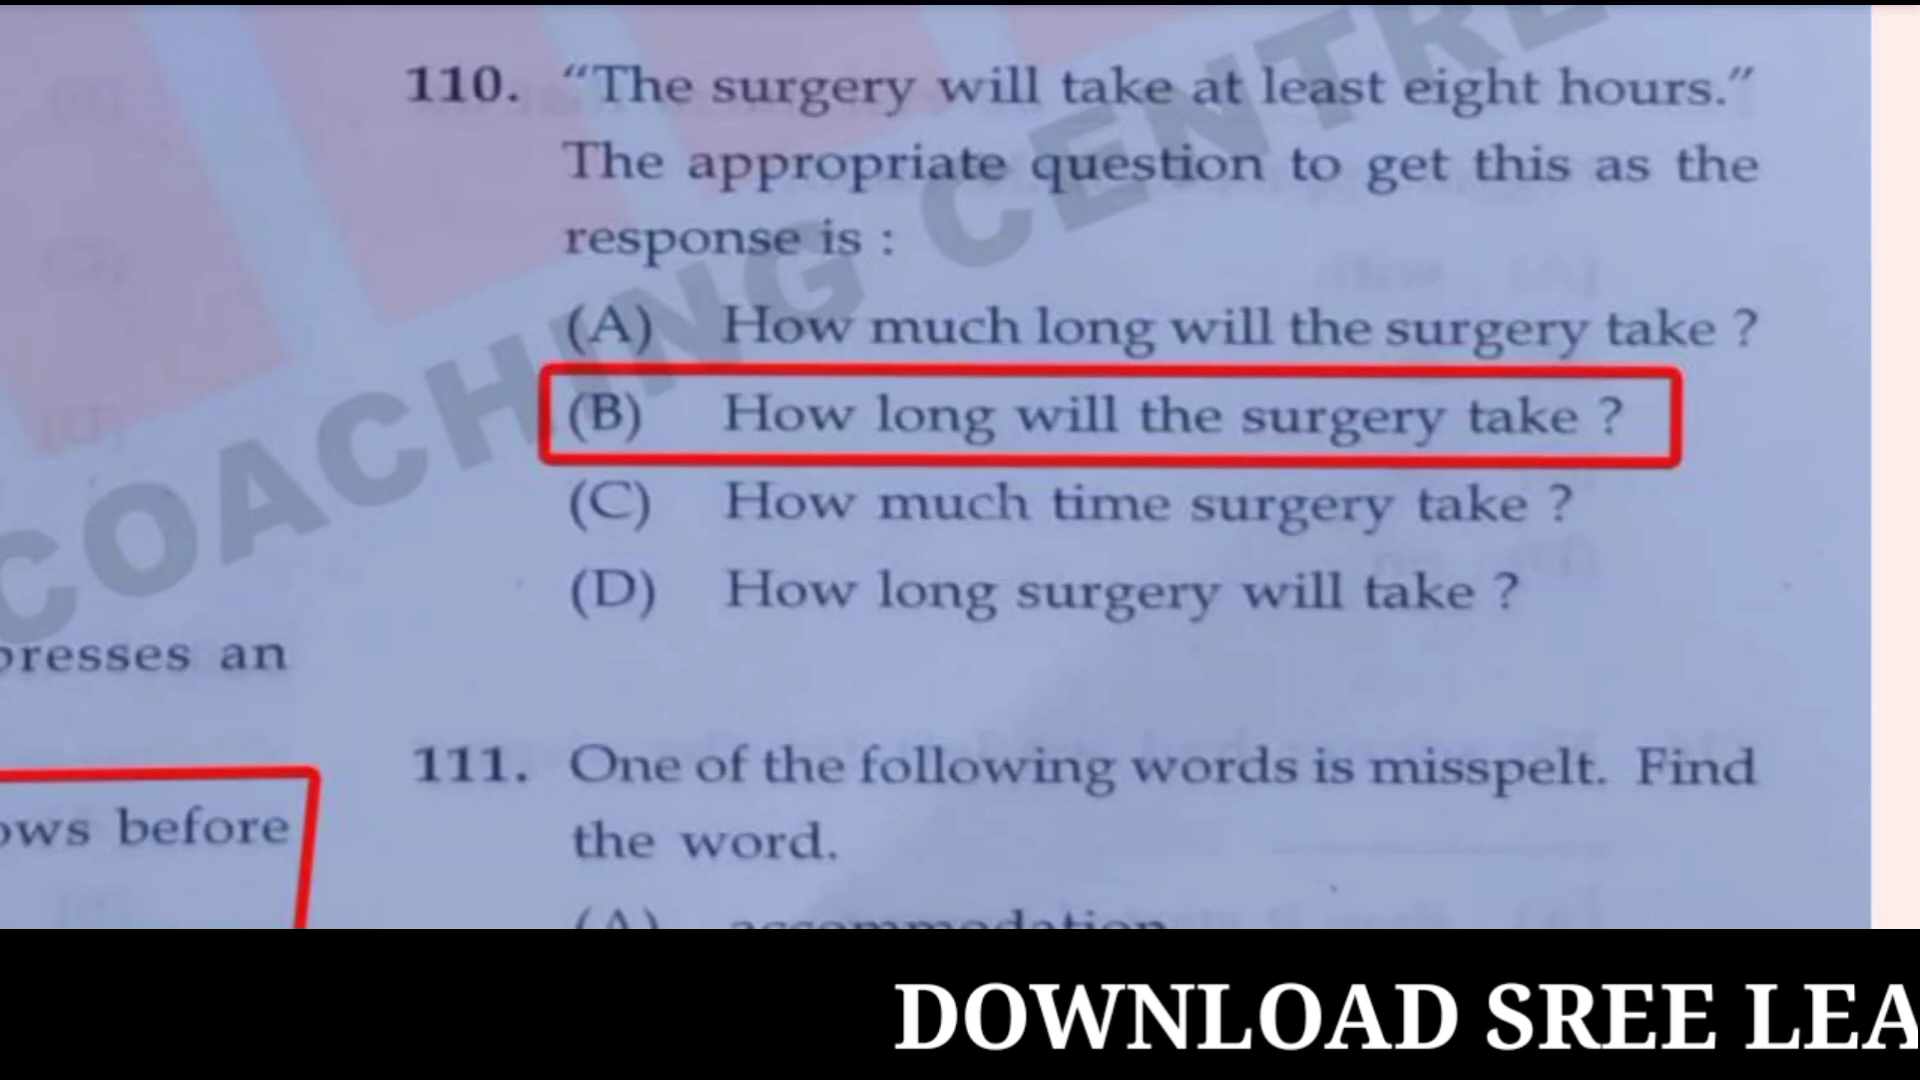 presses an
ows before
110. “The surgery will take at least eight hours.”
The appropriate question to get this as the
response is :
(A) How much long will the surgery take ?
(B) How long will the surgery take ?
(C) How much time surgery take ?
(D) How long surgery will take ?
111. One of the following words is misspelt. Find
the word.
(A) accommodation
COACHING CENTRE
DOWNLOAD SREE LEA